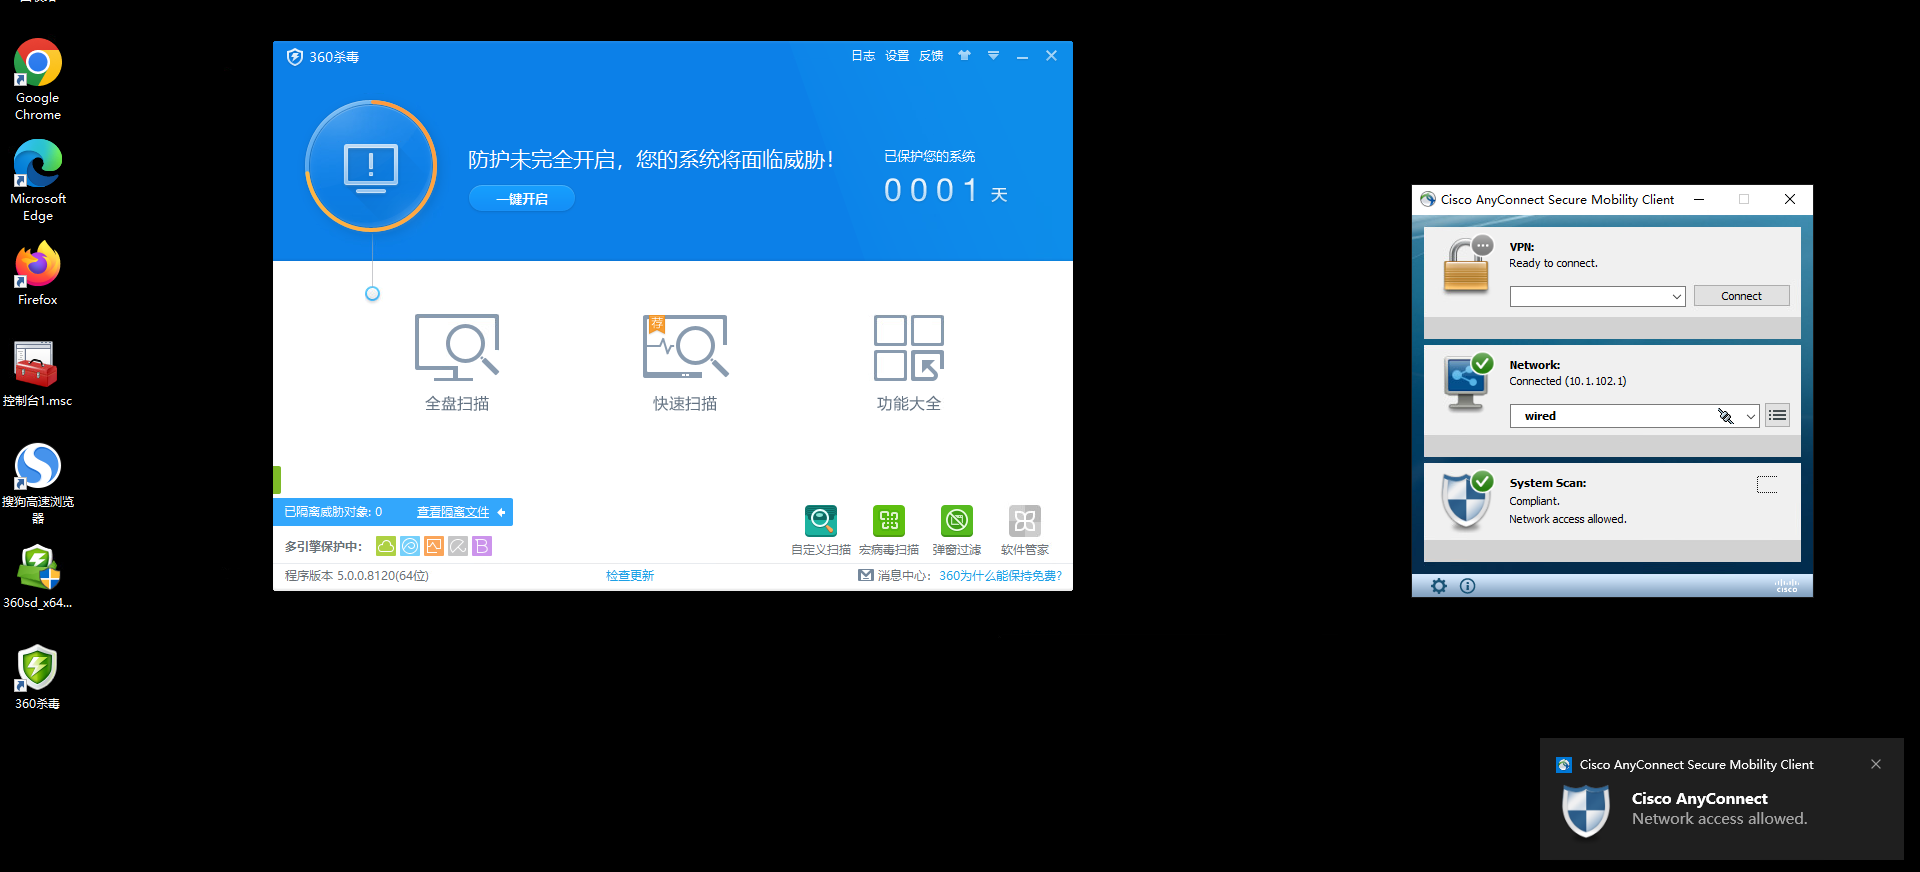 Google
Chrome
Microsoft
Edge
Firefox
控制台1.msc
搜狗高速浏览
器
360sd_x64...
360杀毒
360杀毒
日志 设置 反馈
防护未完全开启，您的系统将面临威胁！
一键开启
已保护您的系统
0001 天
荐
全盘扫描
快速扫描
功能大全
已隔离威胁对象: 0 查看隔离文件
多引擎保护中:
自定义扫描 宏病毒扫描 弹窗过滤 软件管家
程序版本 5.0.0.8120(64位) 检查更新 消息中心: 360为什么能保持免费?
Cisco AnyConnect Secure Mobility Client
VPN:
Ready to connect.
Connect
Network:
Connected (10.1.102.1)
wired
System Scan:
Compliant.
Network access allowed.
cisco
Cisco AnyConnect Secure Mobility Client
Cisco AnyConnect
Network access allowed.